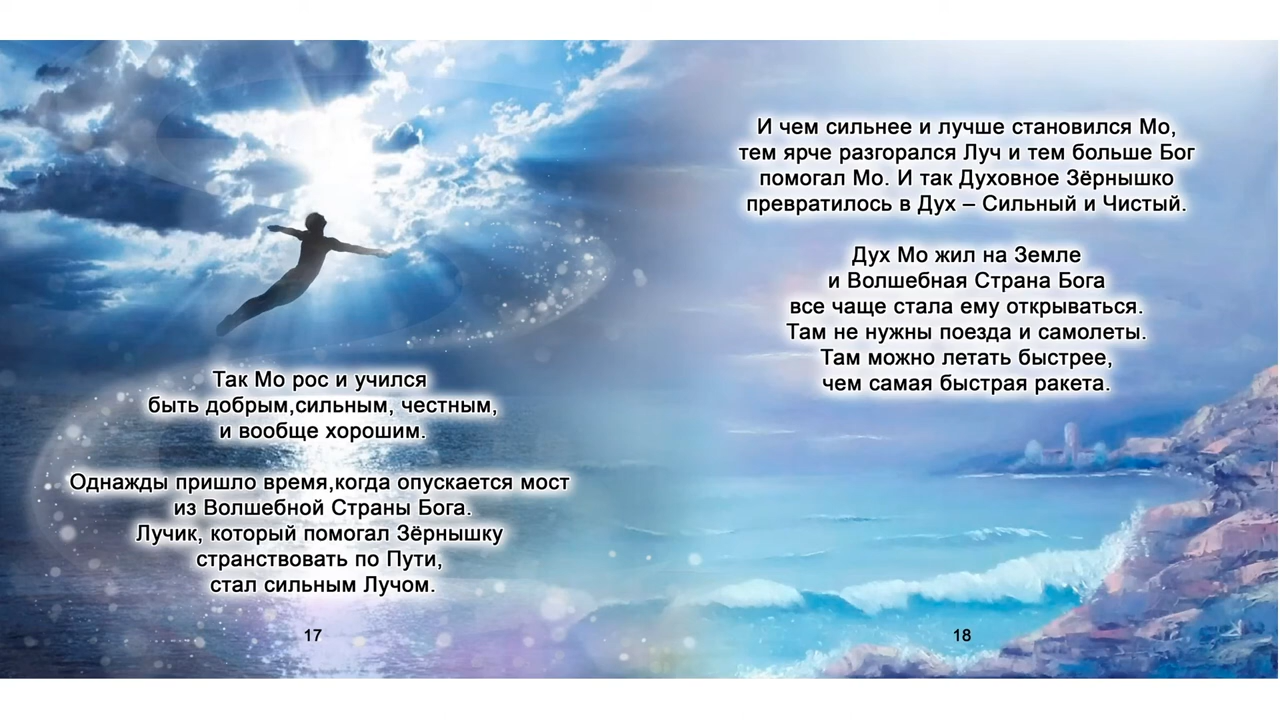 Так Мо рос и учился
быть добрым,сильным, честным,
и вообще хорошим.
Однажды пришло время,когда опускается мост
из Волшебной Страны Бога.
Лучик, который помогал Зёрнышку
странствовать по Пути,
стал сильным Лучом.
17
И чем сильнее и лучше становился Мо,
тем ярче разгорался Луч и тем больше Бог
помогал Мо. И так Духовное Зёрнышко
превратилось в Дух – Сильный и Чистый.
Дух Мо жил на Земле
и Волшебная Страна Бога
все чаще стала ему открываться.
Там не нужны поезда и самолеты.
Там можно летать быстрее,
чем самая быстрая ракета.
18